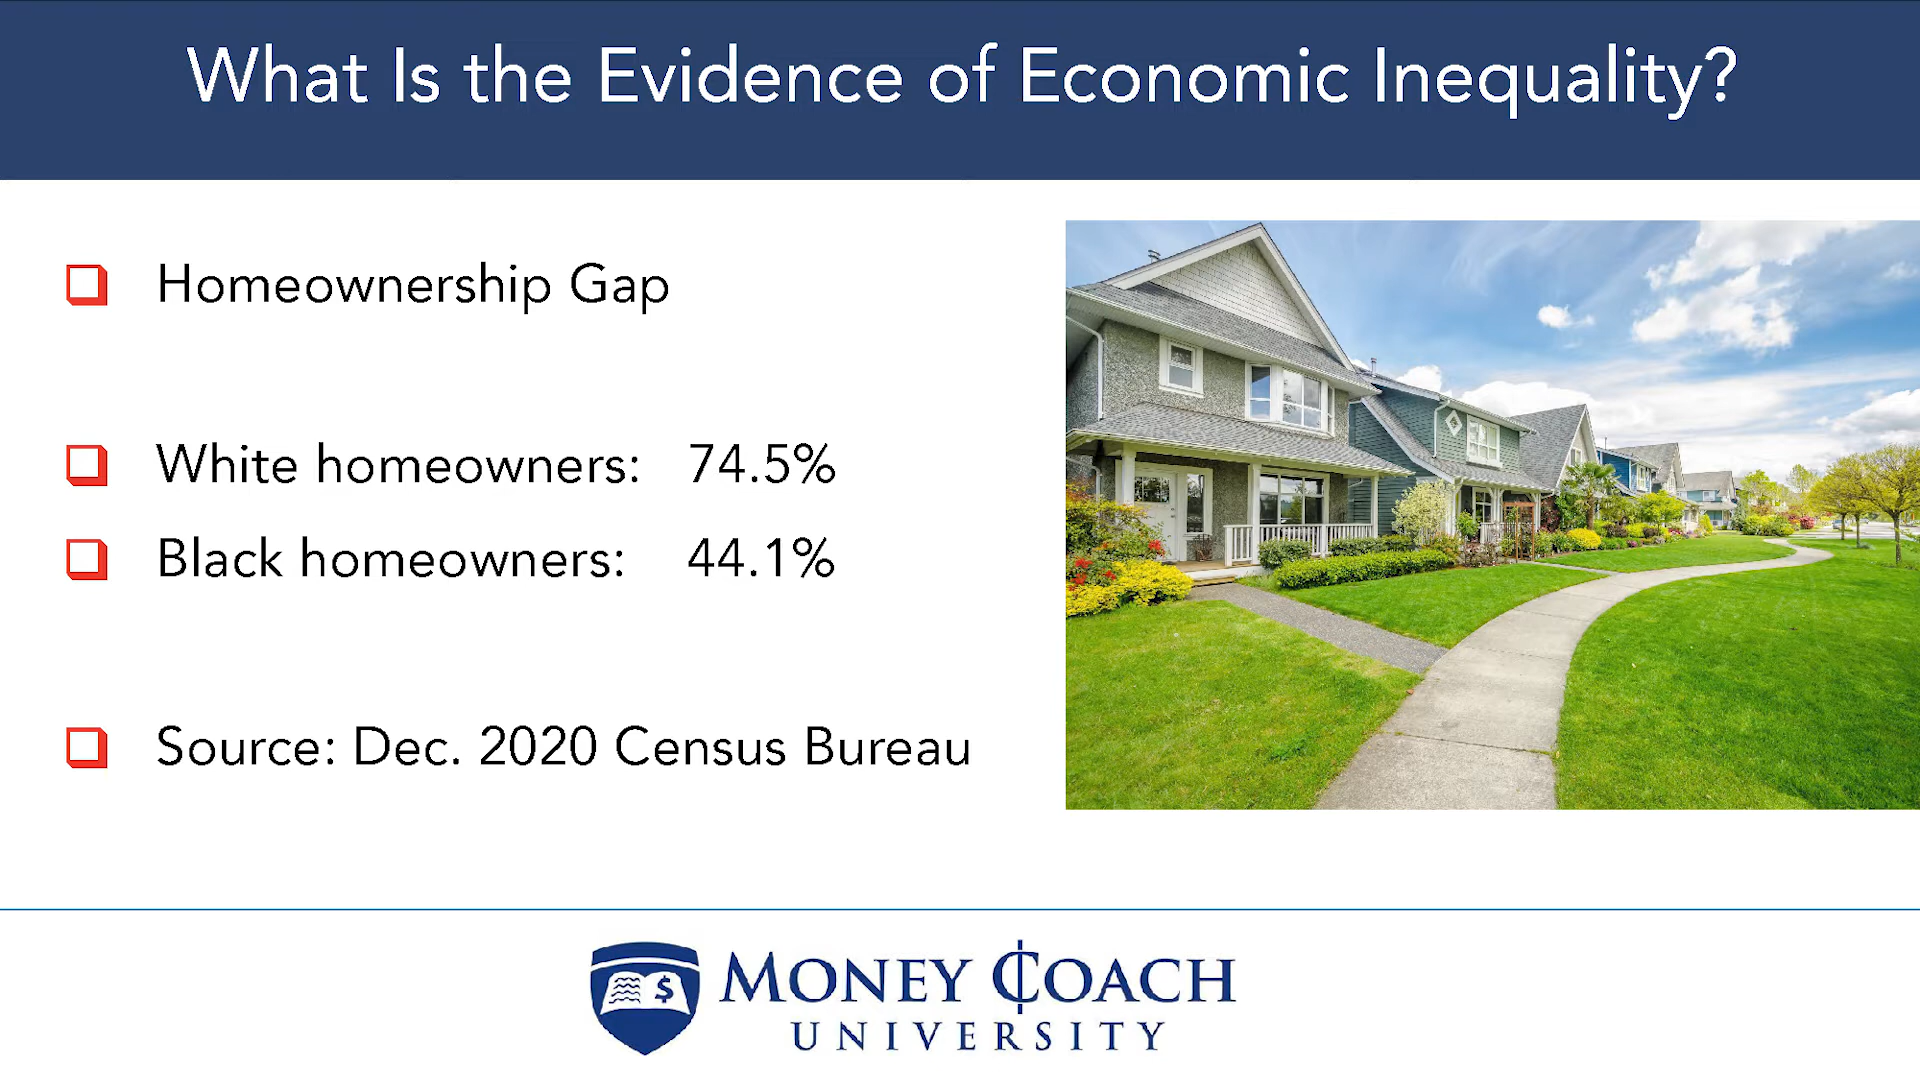 What Is the Evidence of Economic Inequality?
Homeownership Gap
White homeowners: 74.5%
Black homeowners: 44.1%
Source: Dec. 2020 Census Bureau
$
MONEY COACH
UNIVERSITY